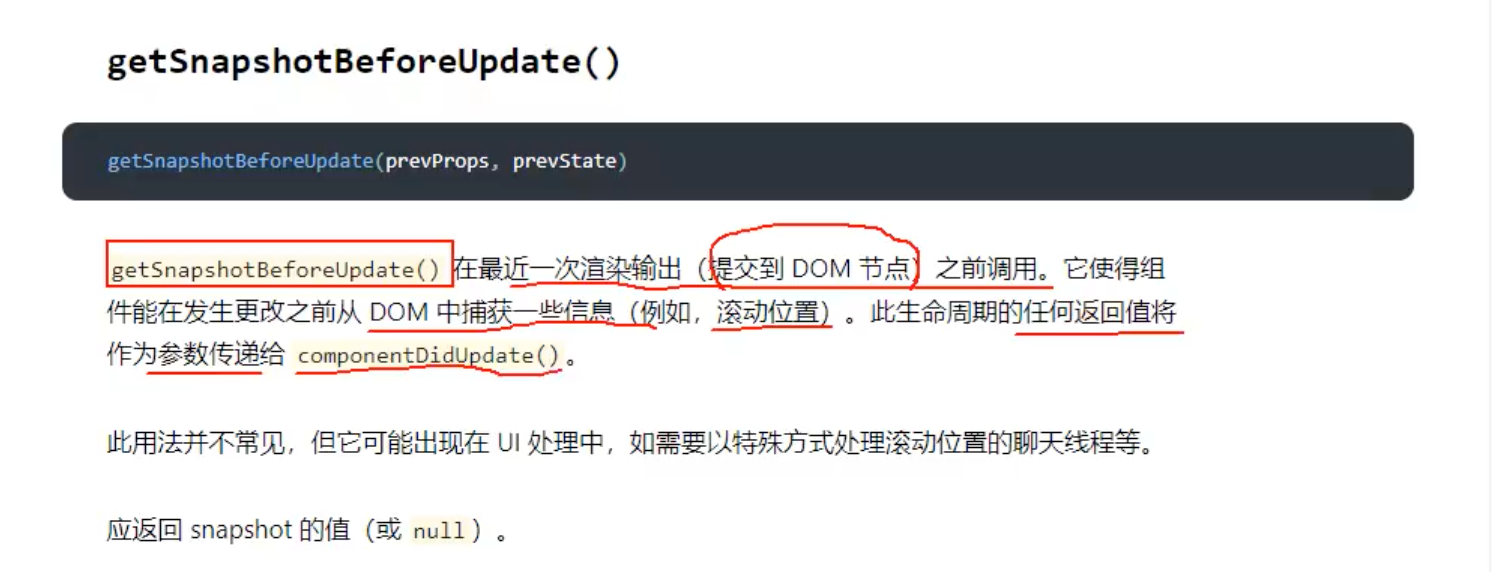 getSnapshotBeforeUpdate()
getSnapshotBeforeUpdate(prevProps, prevState)
getSnapshotBeforeUpdate() 在最近一次渲染输出（提交到 DOM 节点）之前调用。它使得组
件能在发生更改之前从 DOM 中捕获一些信息（例如，滚动位置）。此生命周期的任何返回值将
作为参数传递给 componentDidUpdate()。
此用法并不常见，但它可能出现在 UI 处理中，如需要以特殊方式处理滚动位置的聊天线程等。
应返回 snapshot 的值（或 null）。